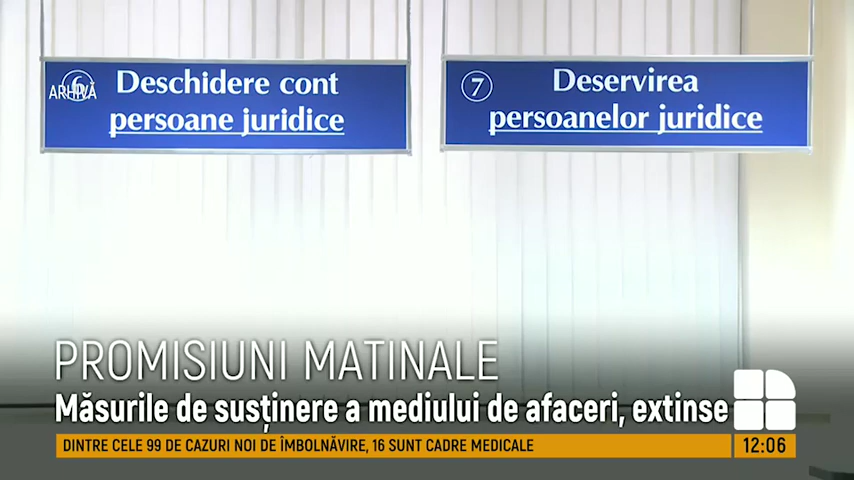 6 Deschidere cont
persoane juridice
ARHIVĂ
7 Deservirea
persoanelor juridice
PROMISIUNI MATINALE
Măsurile de susținere a mediului de afaceri, extinse
DINTRE CELE 99 DE CAZURI NOI DE ÎMBOLNĂVIRE, 16 SUNT CADRE MEDICALE
12:06